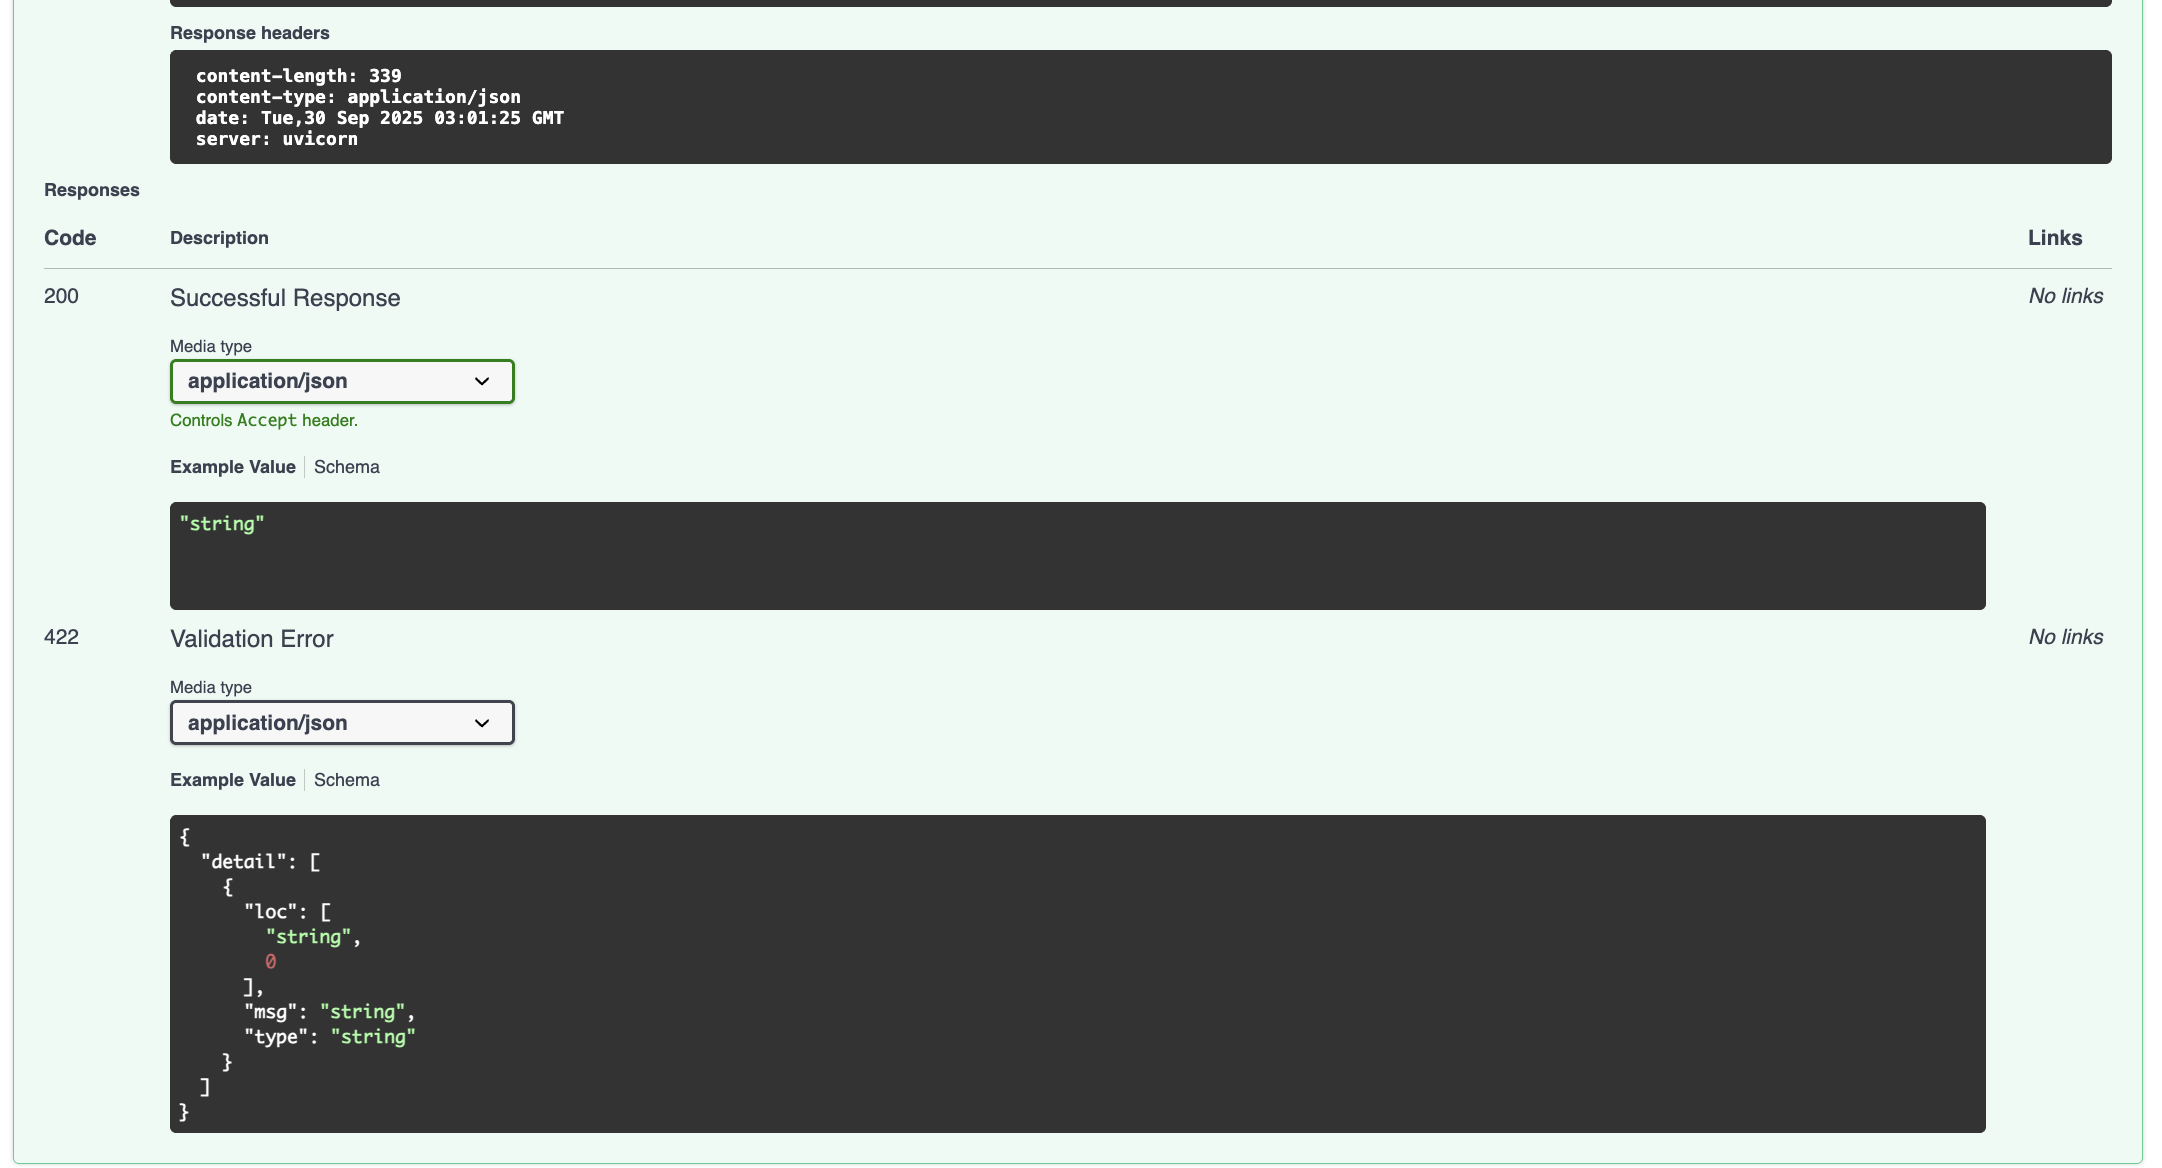 Response headers
content-length: 339
content-type: application/json
date: Tue,30 Sep 2025 03:01:25 GMT
server: uvicorn
Responses
Code Description Links
200 Successful Response No links
Media type
application/json
Controls Accept header.
Example Value Schema
"string"
422 Validation Error No links
Media type
application/json
Example Value Schema
{
  "detail": [
    {
      "loc": [
        "string",
        0
      ],
      "msg": "string",
      "type": "string"
    }
  ]
}